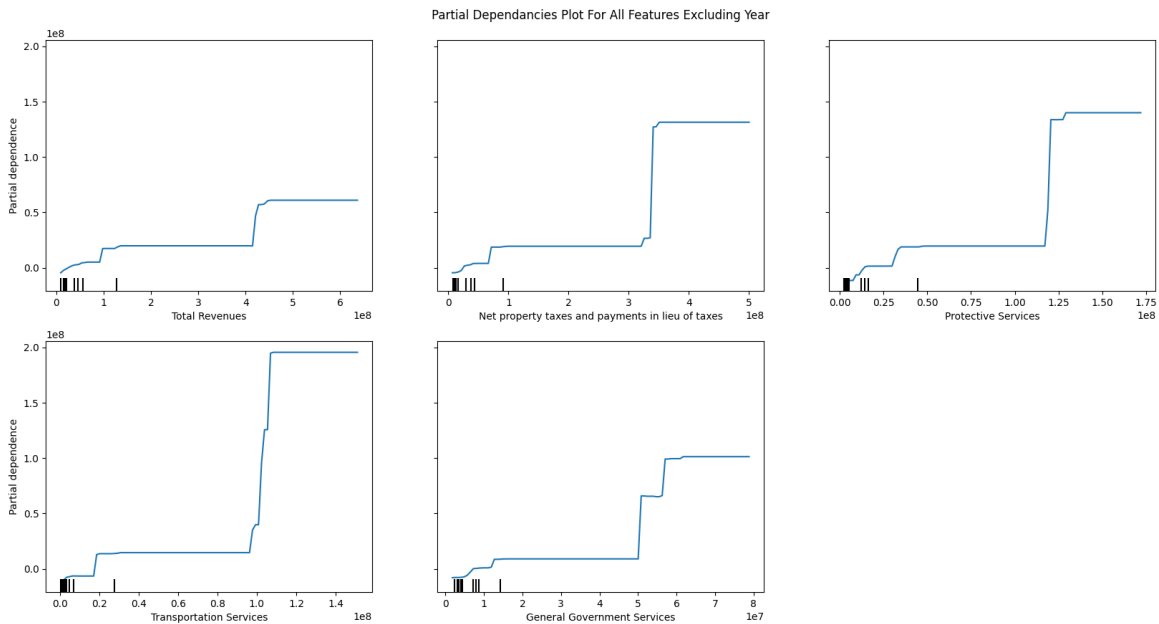 Partial Dependancies Plot For All Features Excluding Year
1e8
2.0
1.5
1.0
0.5
0.0
Partial dependence
0 1 2 3 4 5 6
Total Revenues 1e8
0 1 2 3 4 5
Net property taxes and payments in lieu of taxes 1e8
0.00 0.25 0.50 0.75 1.00 1.25 1.50 1.75
Protective Services 1e8
1e8
2.0
1.5
1.0
0.5
0.0
Partial dependence
0.0 0.2 0.4 0.6 0.8 1.0 1.2 1.4
Transportation Services 1e8
0 1 2 3 4 5 6 7 8
General Government Services 1e7